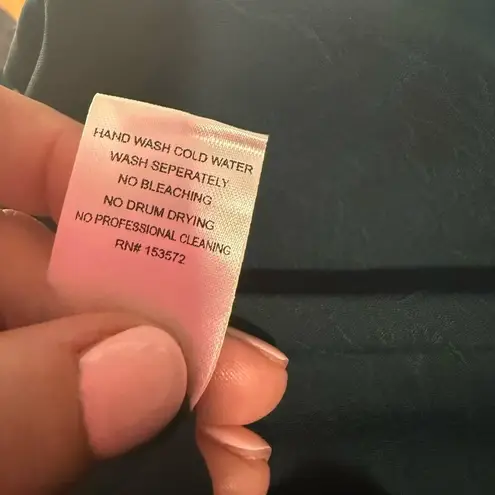 HAND WASH COLD WATER
WASH SEPERATELY
NO BLEACHING
NO DRUM DRYING
NO PROFESSIONAL CLEANING
RN# 153572